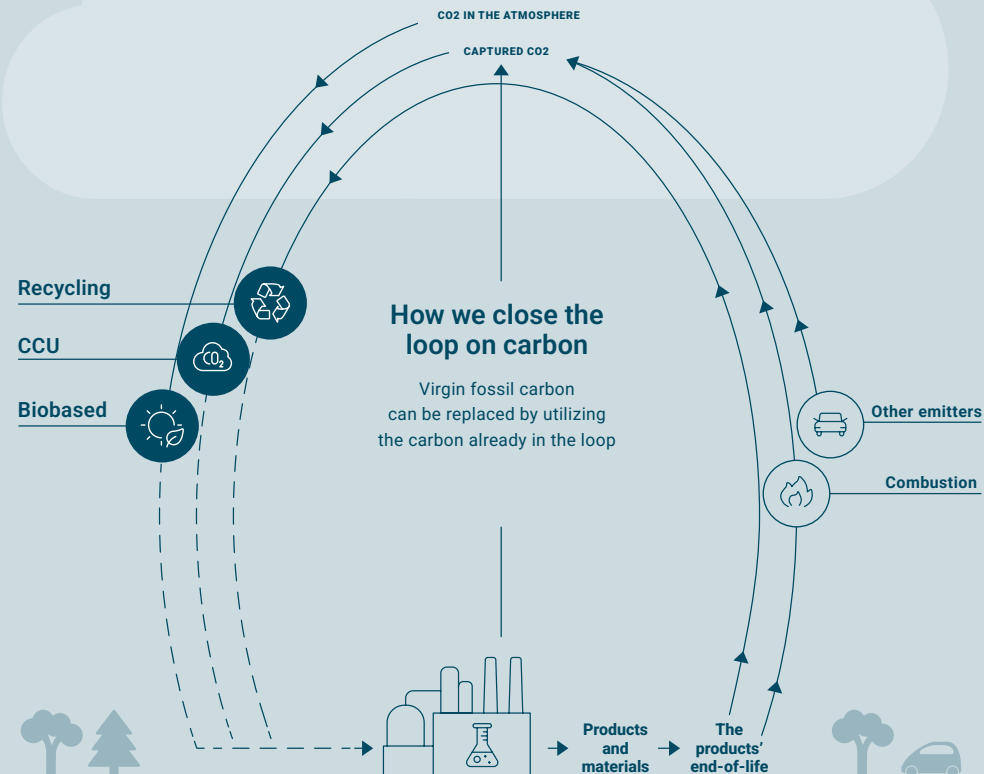 CO2 IN THE ATMOSPHERE
CAPTURED CO2
Recycling
CCU
CO2
Biobased
How we close the
loop on carbon
Virgin fossil carbon
can be replaced by utilizing
the carbon already in the loop
Other emitters
Combustion
Products
and
materials
The
products’
end-of-life